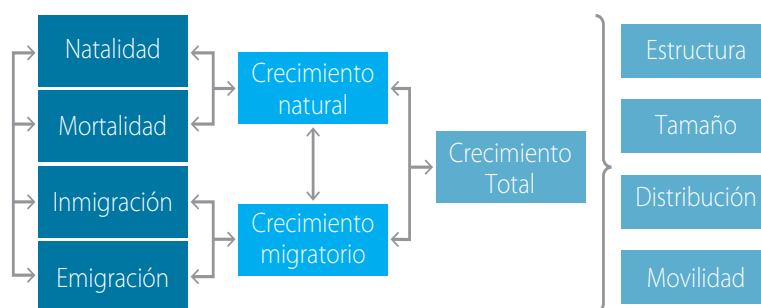 Natalidad
Mortalidad
Inmigración
Emigración
Crecimiento
natural
Crecimiento
migratorio
Crecimiento
Total
Estructura
Tamaño
Distribución
Movilidad